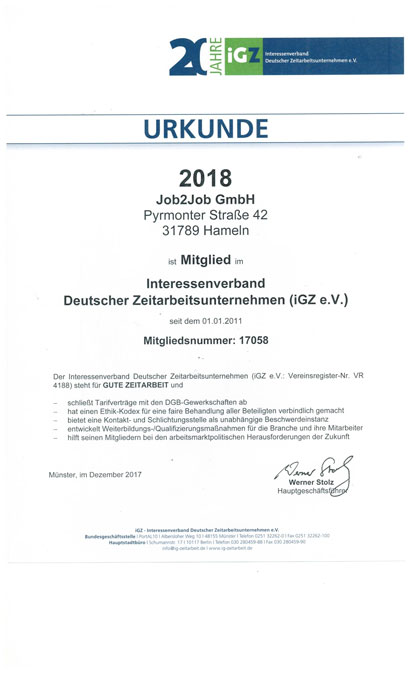 20 JAHRE
iGZ
Interessenverband
Deutscher Zeitarbeitsunternehmen e.V.
URKUNDE
2018
Job2Job GmbH
Pyrmonter Straße 42
31789 Hameln
ist Mitglied im
Interessenverband
Deutscher Zeitarbeitsunternehmen (iGZ e.V.)
seit dem 01.01.2011
Mitgliedsnummer: 17058
Der Interessenverband Deutscher Zeitarbeitsunternehmen (iGZ e.V.: Vereinsregister-Nr. VR
4188) steht für GUTE ZEITARBEIT und
– schließt Tarifverträge mit den DGB-Gewerkschaften ab
– hat einen Ethik-Kodex für eine faire Behandlung aller Beteiligten verbindlich gemacht
– bietet eine Kontakt- und Schlichtungsstelle als unabhängige Beschwerdeinstanz
– entwickelt Weiterbildungs-/Qualifizierungsmaßnahmen für die Branche und ihre Mitarbeiter
– hilft seinen Mitgliedern bei den arbeitsmarktpolitischen Herausforderungen der Zukunft
Münster, im Dezember 2017
Werner Stolz
Werner Stolz
Hauptgeschäftsführer
iGZ - Interessenverband Deutscher Zeitarbeitsunternehmen e.V.
Bundesgeschäftsstelle | PortAL 10 | Albersloher Weg 10 | 48155 Münster | Telefon 0251 32262-0 | Fax 0251 32262-100
Hauptstadtbüro | Schumannstr. 17 | 10117 Berlin | Telefon 030 280459-88 | Fax 030 280459-90
info@ig-zeitarbeit.de | www.ig-zeitarbeit.de